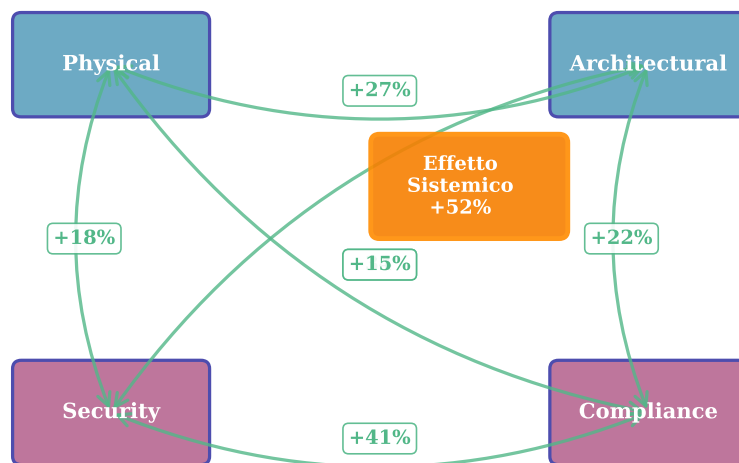 Physical
Architectural
+27%
Effetto
Sistemico
+52%
+18%
+22%
+15%
Security
Compliance
+41%